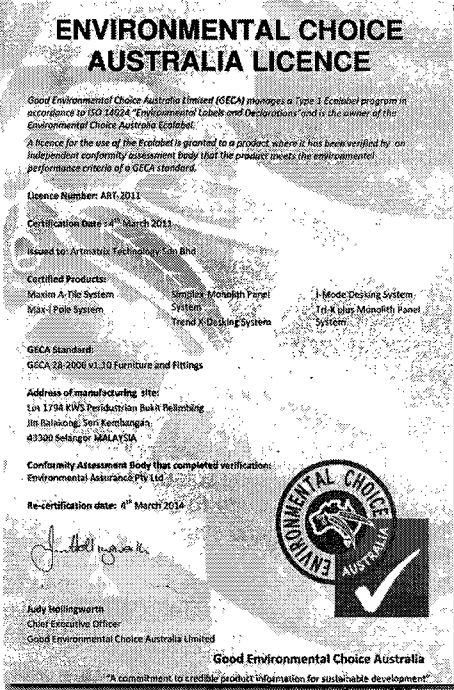 ENVIRONMENTAL CHOICE
AUSTRALIA LICENCE
Good Environmental Choice Australia Limited (GECA) manages a Type 1 Ecolabel program in
accordance to ISO 14024 "Environmental Labels and Declarations" and is the owner of the
Environmental Choice Australia Ecolabel.
A licence for the use of the Ecolabel is granted to a product where it has been verified by an
independent conformity assessment body that the product meets the environmental
performance criteria of a GECA standard.
Licence Number: ART-2011
Certification Date: 4th March 2011
Issued to: Artmatrix Technology Sdn Bhd
Certified Products:
Maxim A-Tile System
Max-i Pole System
Simplex Monolith Panel
System
Trend X-Desking System
I-Mode Desking System
Tri-K plus Monolith Panel
System
GECA Standard:
GECA 28-2006 v1.10 Furniture and Fittings
Address of manufacturing site:
Lot 1794 KWS Peridustrian Bukit Belimbing
Jln Balakong, Seri Kembangan
43300 Selangor MALAYSIA
Conformity Assessment Body that completed verification:
Environmental Assurance Pty Ltd
Re-certification date: 4th March 2014
ENVIRONMENTAL CHOICE
AUSTRALIA
Judy Hollingworth
Chief Executive Officer
Good Environmental Choice Australia Limited
Good Environmental Choice Australia
"A commitment to credible product information for sustainable development"